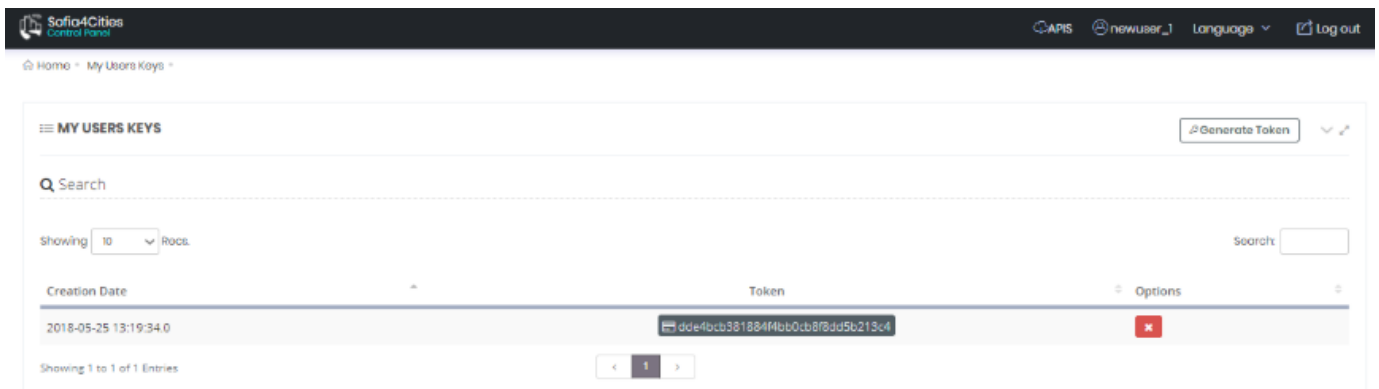 Sofia4Cities
Control Panel
APIS newuser_1 Language Log out
Home My Users Keys
MY USERS KEYS Generate Token
Search
Showing 10 Rocs. Search:
Creation Date Token Options
2018-05-25 13:19:34.0 dde4bcb381884f4bb0cb8f8dd5b213c4
Showing 1 to 1 of 1 Entries < 1 >